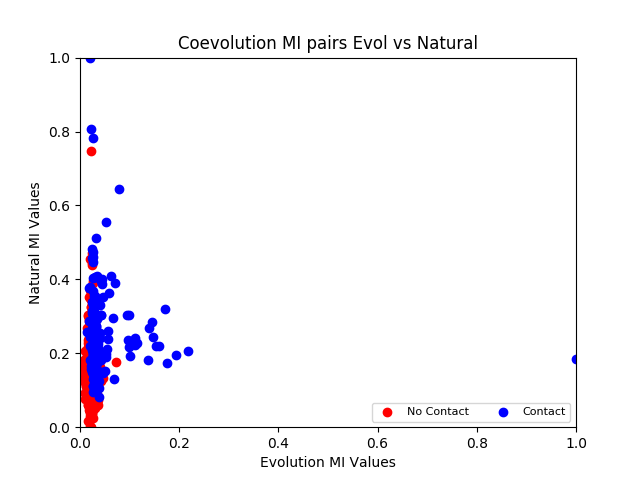 Coevolution MI pairs Evol vs Natural
1.0
0.8
0.6
0.4
0.2
0.0
Natural MI Values
0.0 0.2 0.4 0.6 0.8 1.0
Evolution MI Values
No Contact Contact